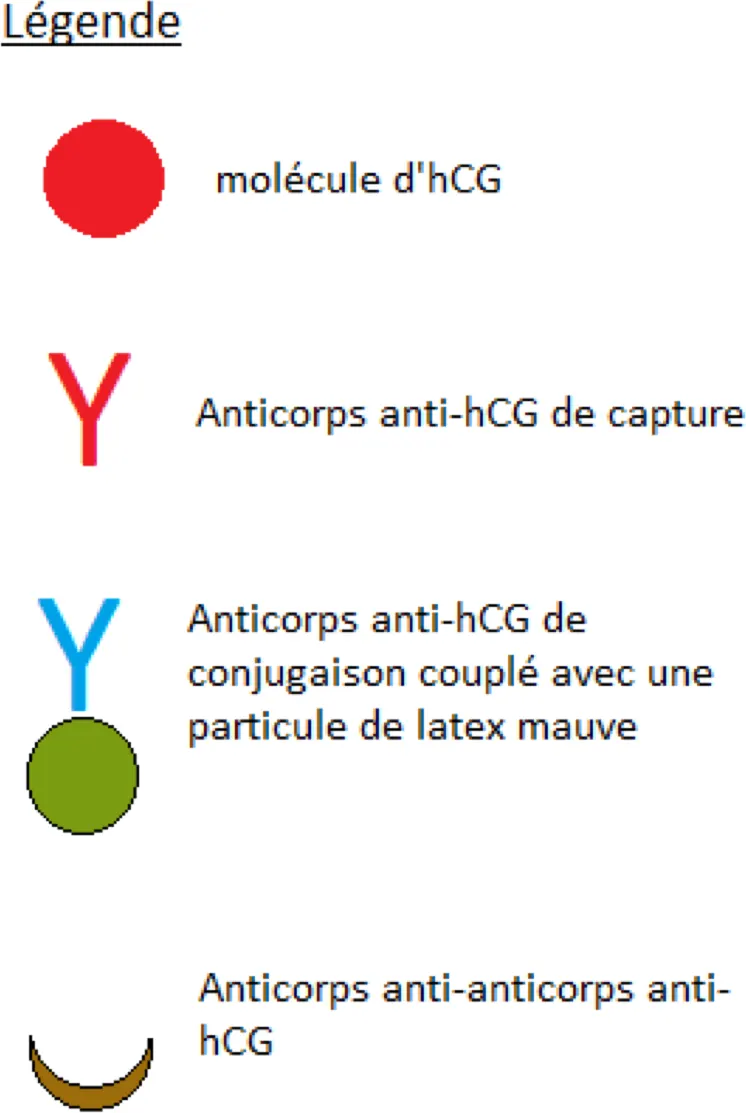 Légende
molécule d'hCG
Anticorps anti-hCG de capture
Anticorps anti-hCG de
conjugaison couplé avec une
particule de latex mauve
Anticorps anti-anticorps anti-
hCG